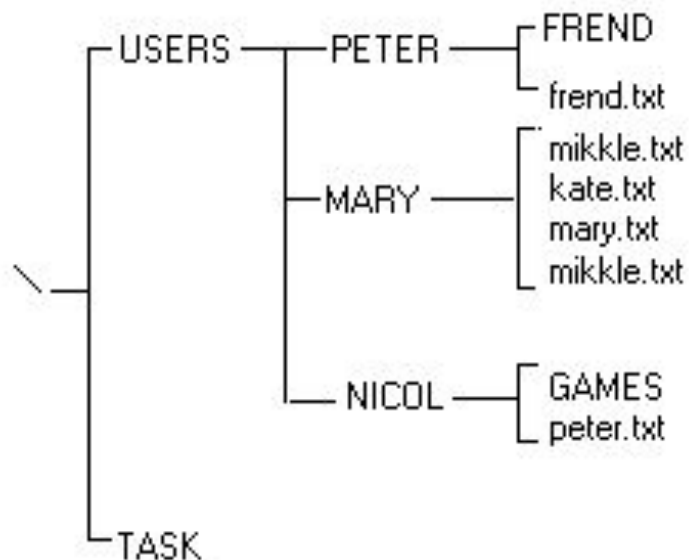 USERS
PETER
FREND
frend.txt
MARY
mikkle.txt
kate.txt
mary.txt
mikkle.txt
\
NICOL
GAMES
peter.txt
TASK